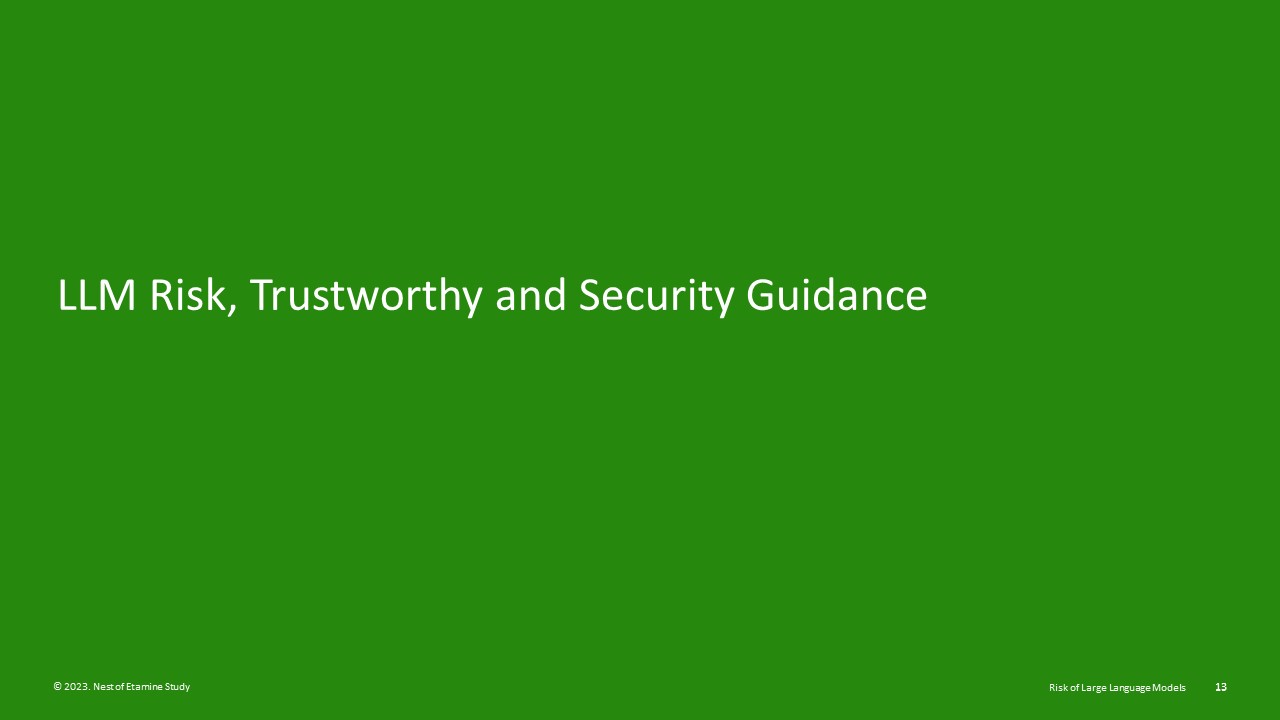 LLM Risk, Trustworthy and Security Guidance
© 2023. Nest of Etamine Study
Risk of Large Language Models 13